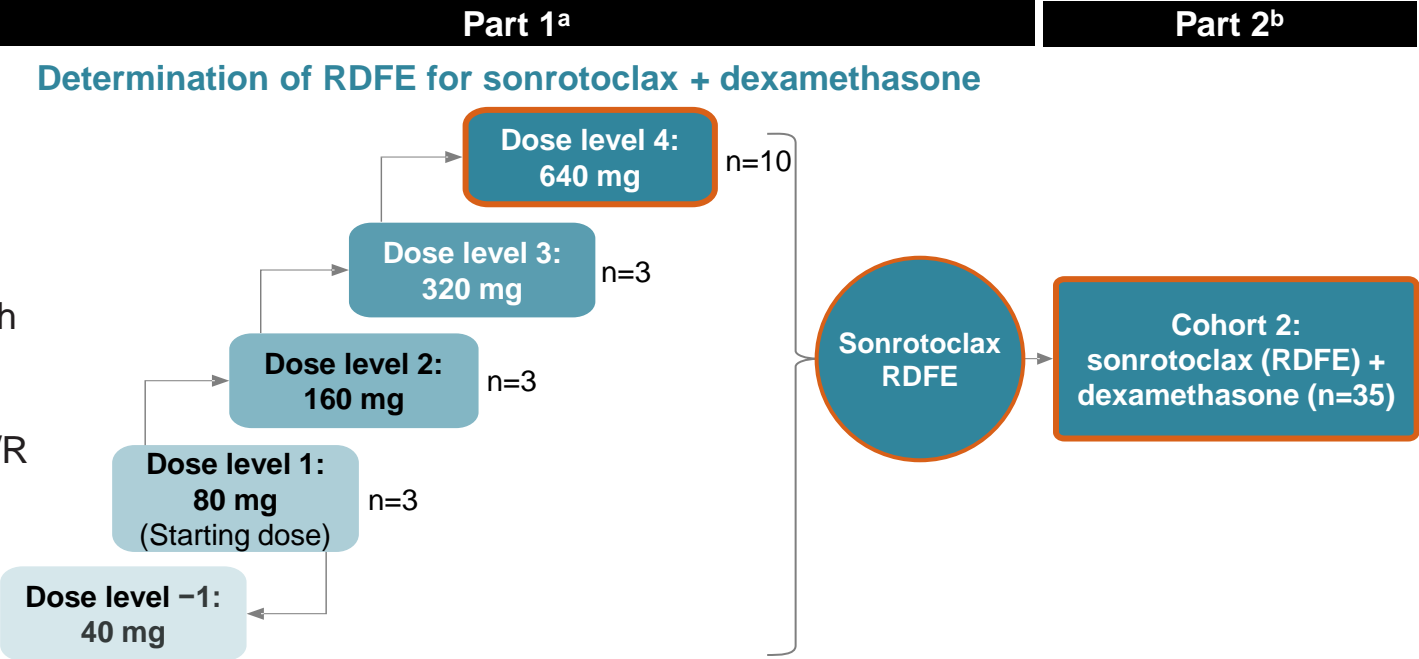 Part 1ᵃ
Part 2ᵇ
Determination of RDFE for sonrotoclax + dexamethasone
Dose level 4:
640 mg
n=10
Dose level 3:
320 mg
n=3
h
Dose level 2:
160 mg
n=3
/R
Dose level 1:
80 mg
(Starting dose)
n=3
Dose level −1:
40 mg
Sonrotoclax
RDFE
Cohort 2:
sonrotoclax (RDFE) +
dexamethasone (n=35)